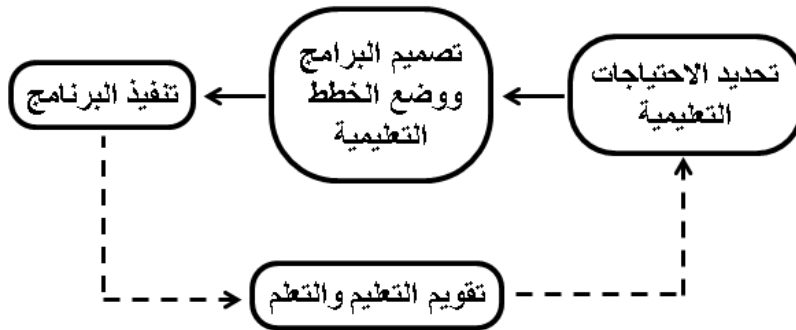 تحديد الاحتياجات
التعليمية
تصميم البرامج
ووضع الخطط
التعليمية
تنفيذ البرنامج
تقويم التعليم والتعلم